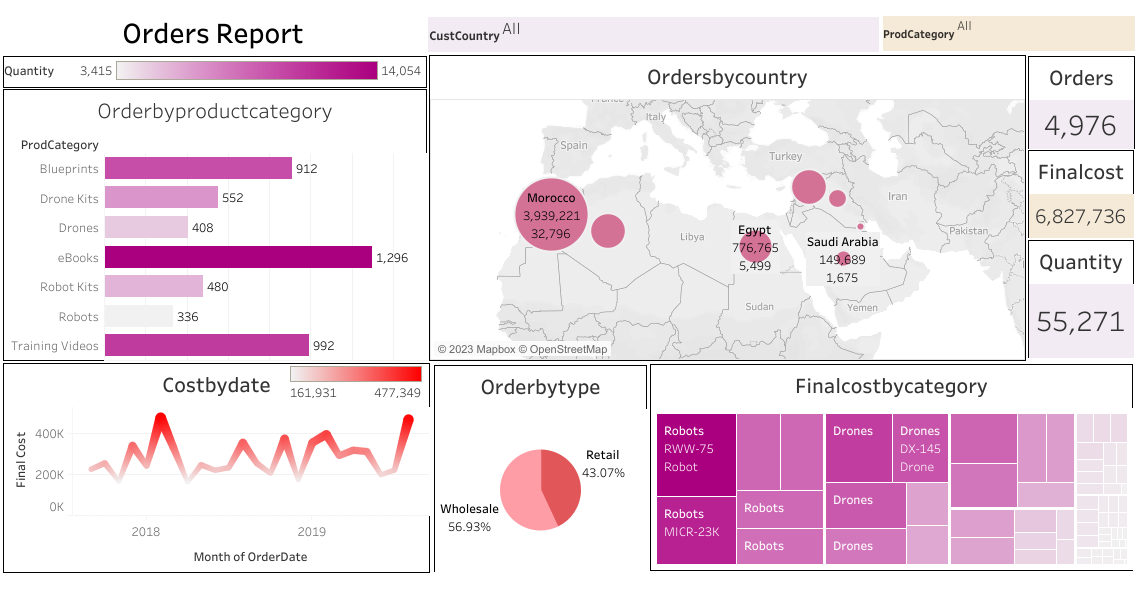 Orders Report
CustCountry All
ProdCategory All
Quantity 3,415 14,054
Orderbyproductcategory
ProdCategory
Blueprints 912
Drone Kits 552
Drones 408
eBooks 1,296
Robot Kits 480
Robots 336
Training Videos 992
Ordersbycountry
Italy
Spain
Turkey
Iran
Pakistan
Libya
Sudan
Yemen
Morocco
3,939,221
32,796
Egypt
776,765
5,499
Saudi Arabia
149,689
1,675
© 2023 Mapbox © OpenStreetMap
Orders
4,976
Finalcost
6,827,736
Quantity
55,271
Costbydate
161,931 477,349
Final Cost
400K
200K
0K
2018 2019
Month of OrderDate
Orderbytype
Retail
43.07%
Wholesale
56.93%
Finalcostbycategory
Robots
RWW-75
Robot
Robots
MICR-23K
Robots
Robots
Drones
Drones
DX-145
Drone
Drones
Drones